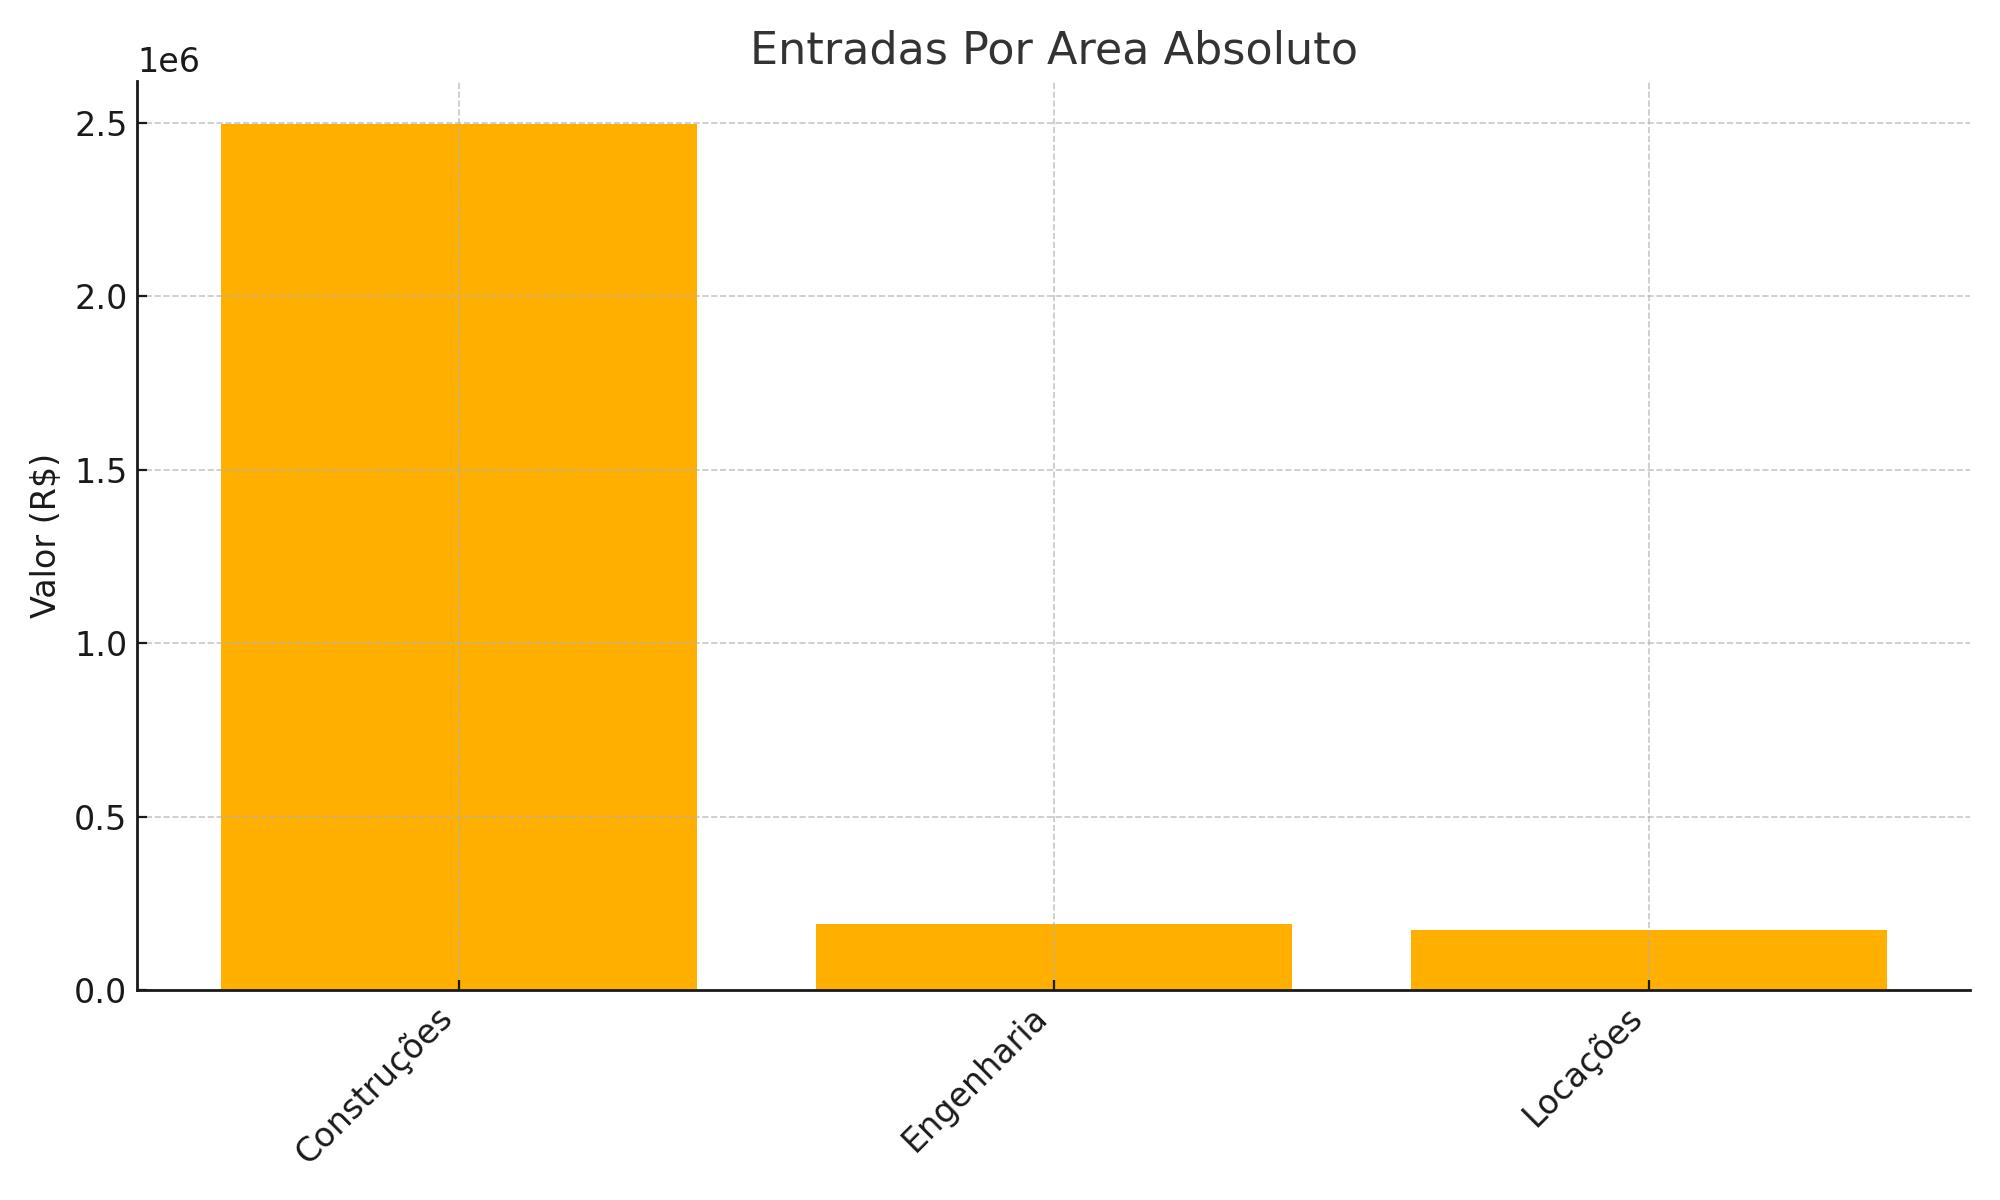 Entradas Por Area Absoluto
1e6
2.5
2.0
1.5
1.0
0.5
0.0
Valor (R$)
Construções
Engenharia
Locações